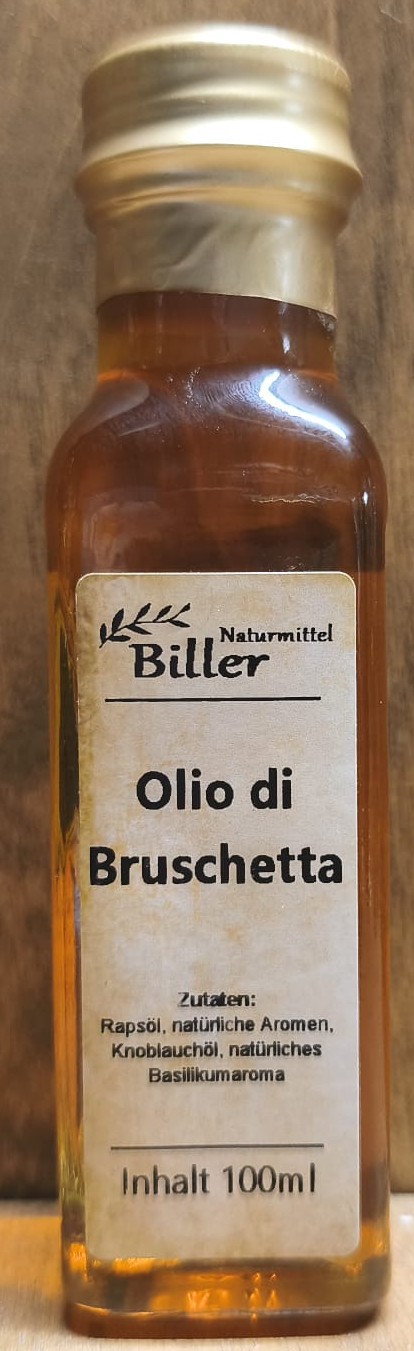 Naturmittel
Biller
Olio di
Bruschetta
Zutaten:
Rapsöl, natürliche Aromen,
Knoblauchöl, natürliches
Basilikumaroma
Inhalt 100ml